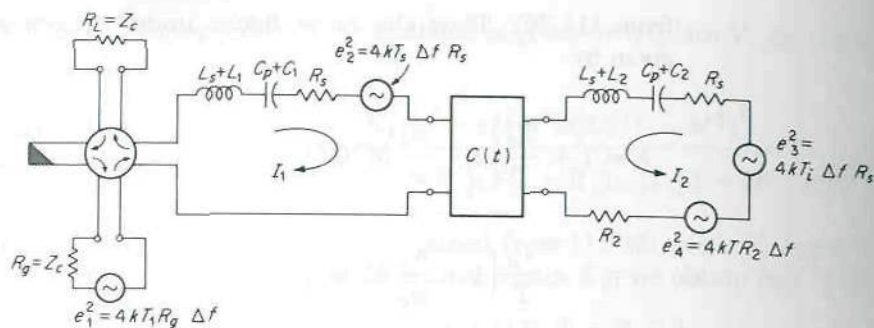 R_L = Z_c
e_2^2 = 4kT_s Δf R_s
L_s+L_1
C_p+C_1
R_s
L_s+L_2
C_p+C_2
R_s
I_1
C(t)
I_2
e_3^2 =
4kT_i Δf R_s
R_2
e_4^2 = 4kTR_2 Δf
R_g = Z_c
e_1^2 = 4kT_1 R_g Δf